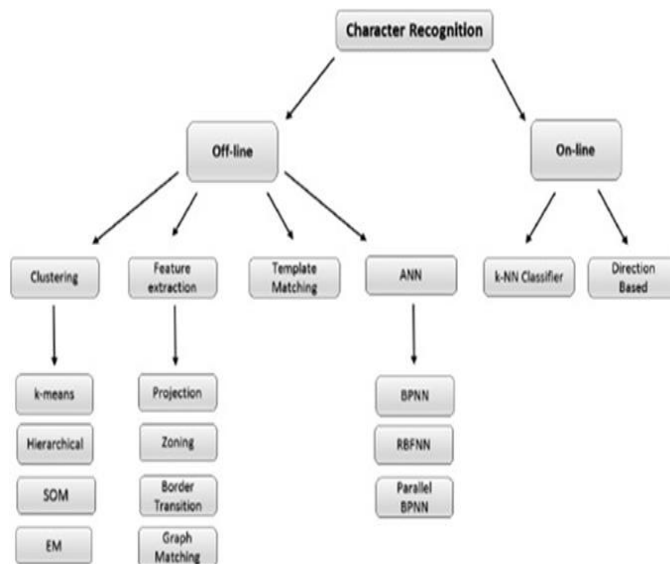 Character Recognition
Off-line
On-line
Clustering
Feature
extraction
Template
Matching
ANN
k-NN Classifier
Direction
Based
k-means
Hierarchical
SOM
EM
Projection
Zoning
Border
Transition
Graph
Matching
BPNN
RBFNN
Parallel
BPNN